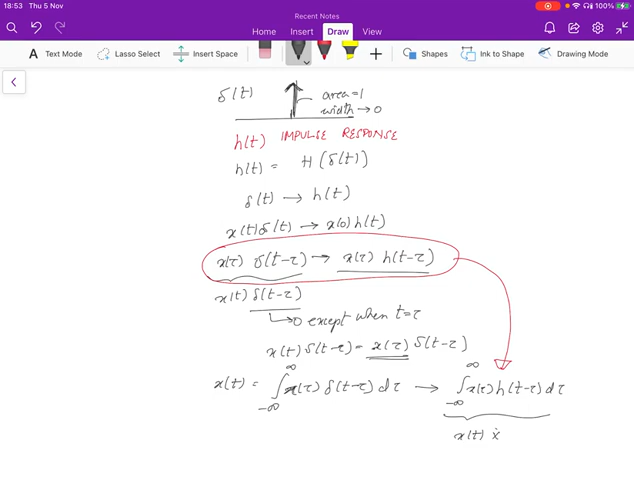 18:53 Thu 5 Nov
Recent Notes
100%
Home Insert Draw View
A Text Mode Lasso Select Insert Space Shapes Ink to Shape Drawing Mode
δ(t) area=1
width→0
h(t) IMPULSE RESPONSE
h(t) = H(δ(t))
δ(t) → h(t)
x(t)δ(t) → x(0)h(t)
x(τ) δ(t-τ) → x(τ) h(t-τ)
x(t) δ(t-τ)
→0 except when t=τ
x(t) δ(t-τ) = x(τ) δ(t-τ)
x(t) = ∫_{-∞}^{∞} x(τ) δ(t-τ) dτ → ∫_{-∞}^{∞} x(τ) h(t-τ) dτ
x(t)